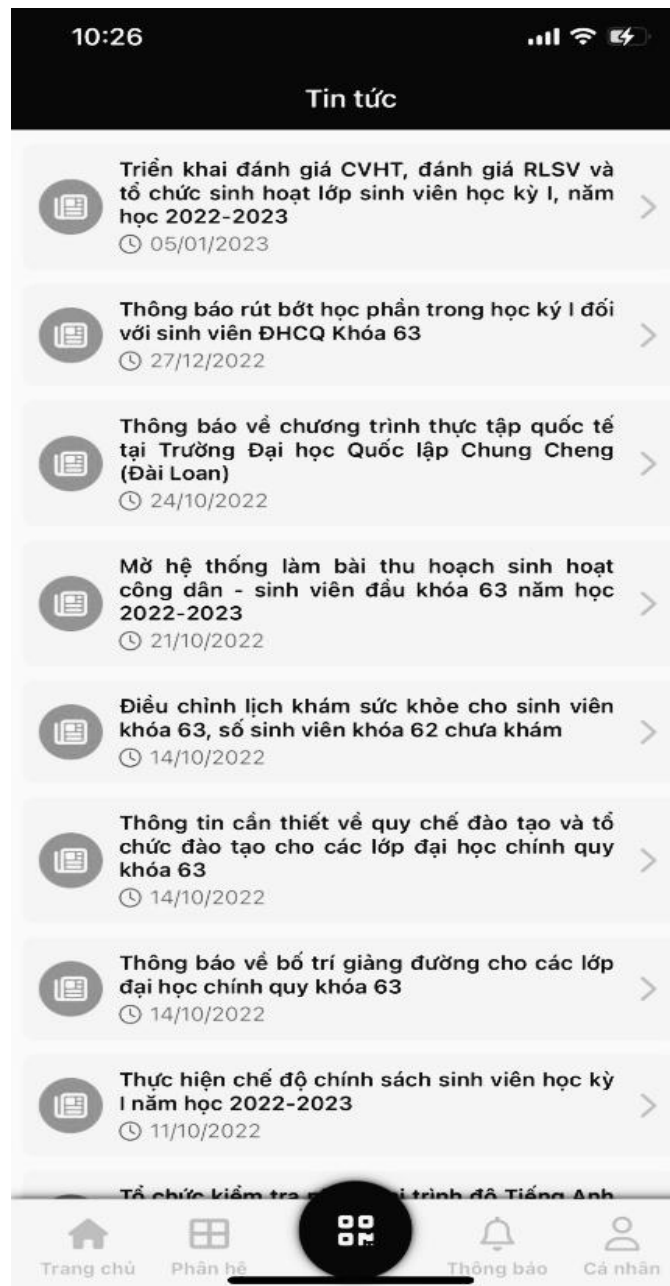 10:26
Tin tức
Triển khai đánh giá CVHT, đánh giá RLSV và
tổ chức sinh hoạt lớp sinh viên học kỳ I, năm
học 2022-2023
05/01/2023
Thông báo rút bớt học phần trong học ký I đối
với sinh viên ĐHCQ Khóa 63
27/12/2022
Thông báo về chương trình thực tập quốc tế
tại Trường Đại học Quốc lập Chung Cheng
(Đài Loan)
24/10/2022
Mở hệ thống làm bài thu hoạch sinh hoạt
công dân - sinh viên đầu khóa 63 năm học
2022-2023
21/10/2022
Điều chỉnh lịch khám sức khỏe cho sinh viên
khóa 63, số sinh viên khóa 62 chưa khám
14/10/2022
Thông tin cần thiết về quy chế đào tạo và tổ
chức đào tạo cho các lớp đại học chính quy
khóa 63
14/10/2022
Thông báo về bố trí giảng đường cho các lớp
đại học chính quy khóa 63
14/10/2022
Thực hiện chế độ chính sách sinh viên học kỳ
I năm học 2022-2023
11/10/2022
Tổ chức kiểm tra trình độ Tiếng Anh
Trang chủ
Phân hệ
Thông báo
Cá nhân